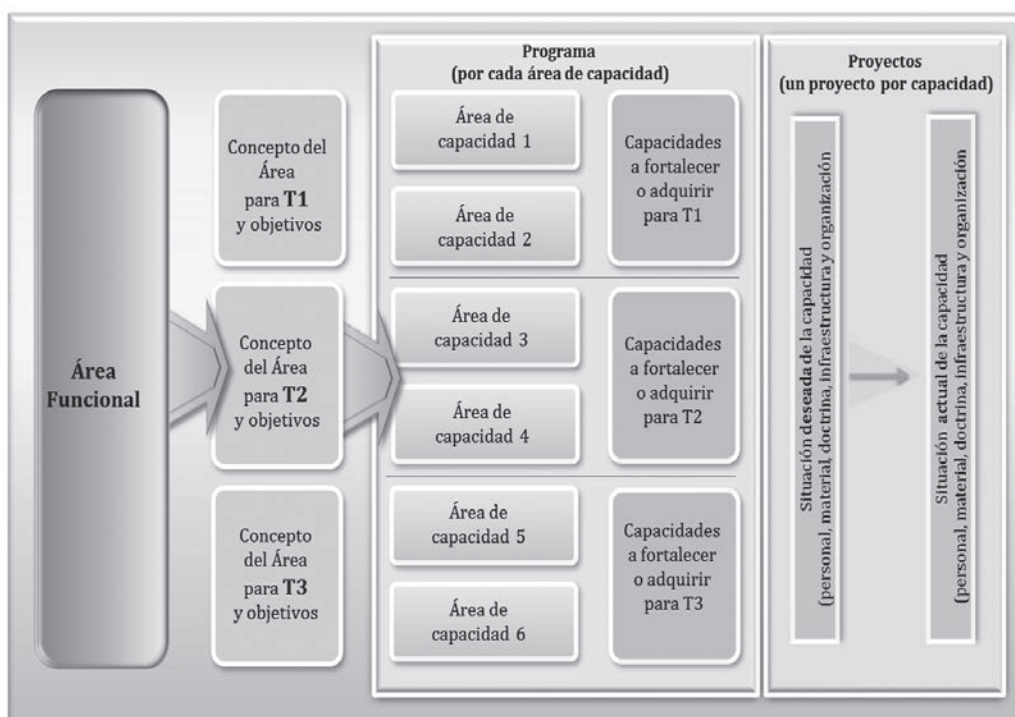 Área
Funcional
Concepto del
Área
para T1
y objetivos
Concepto
del Área
para T2
y objetivos
Concepto
del Área
para T3
y objetivos
Programa
(por cada área de capacidad)
Área de
capacidad 1
Área de
capacidad 2
Capacidades
a fortalecer
o adquirir
para T1
Área de
capacidad 3
Área de
capacidad 4
Capacidades
a fortalecer
o adquirir
para T2
Área de
capacidad 5
Área de
capacidad 6
Capacidades
a fortalecer
o adquirir
para T3
Proyectos
(un proyecto por capacidad)
Situación deseada de la capacidad
(personal, material, doctrina, infraestructura y organización
Situación actual de la capacidad
(personal, material, doctrina, infraestructura y organización